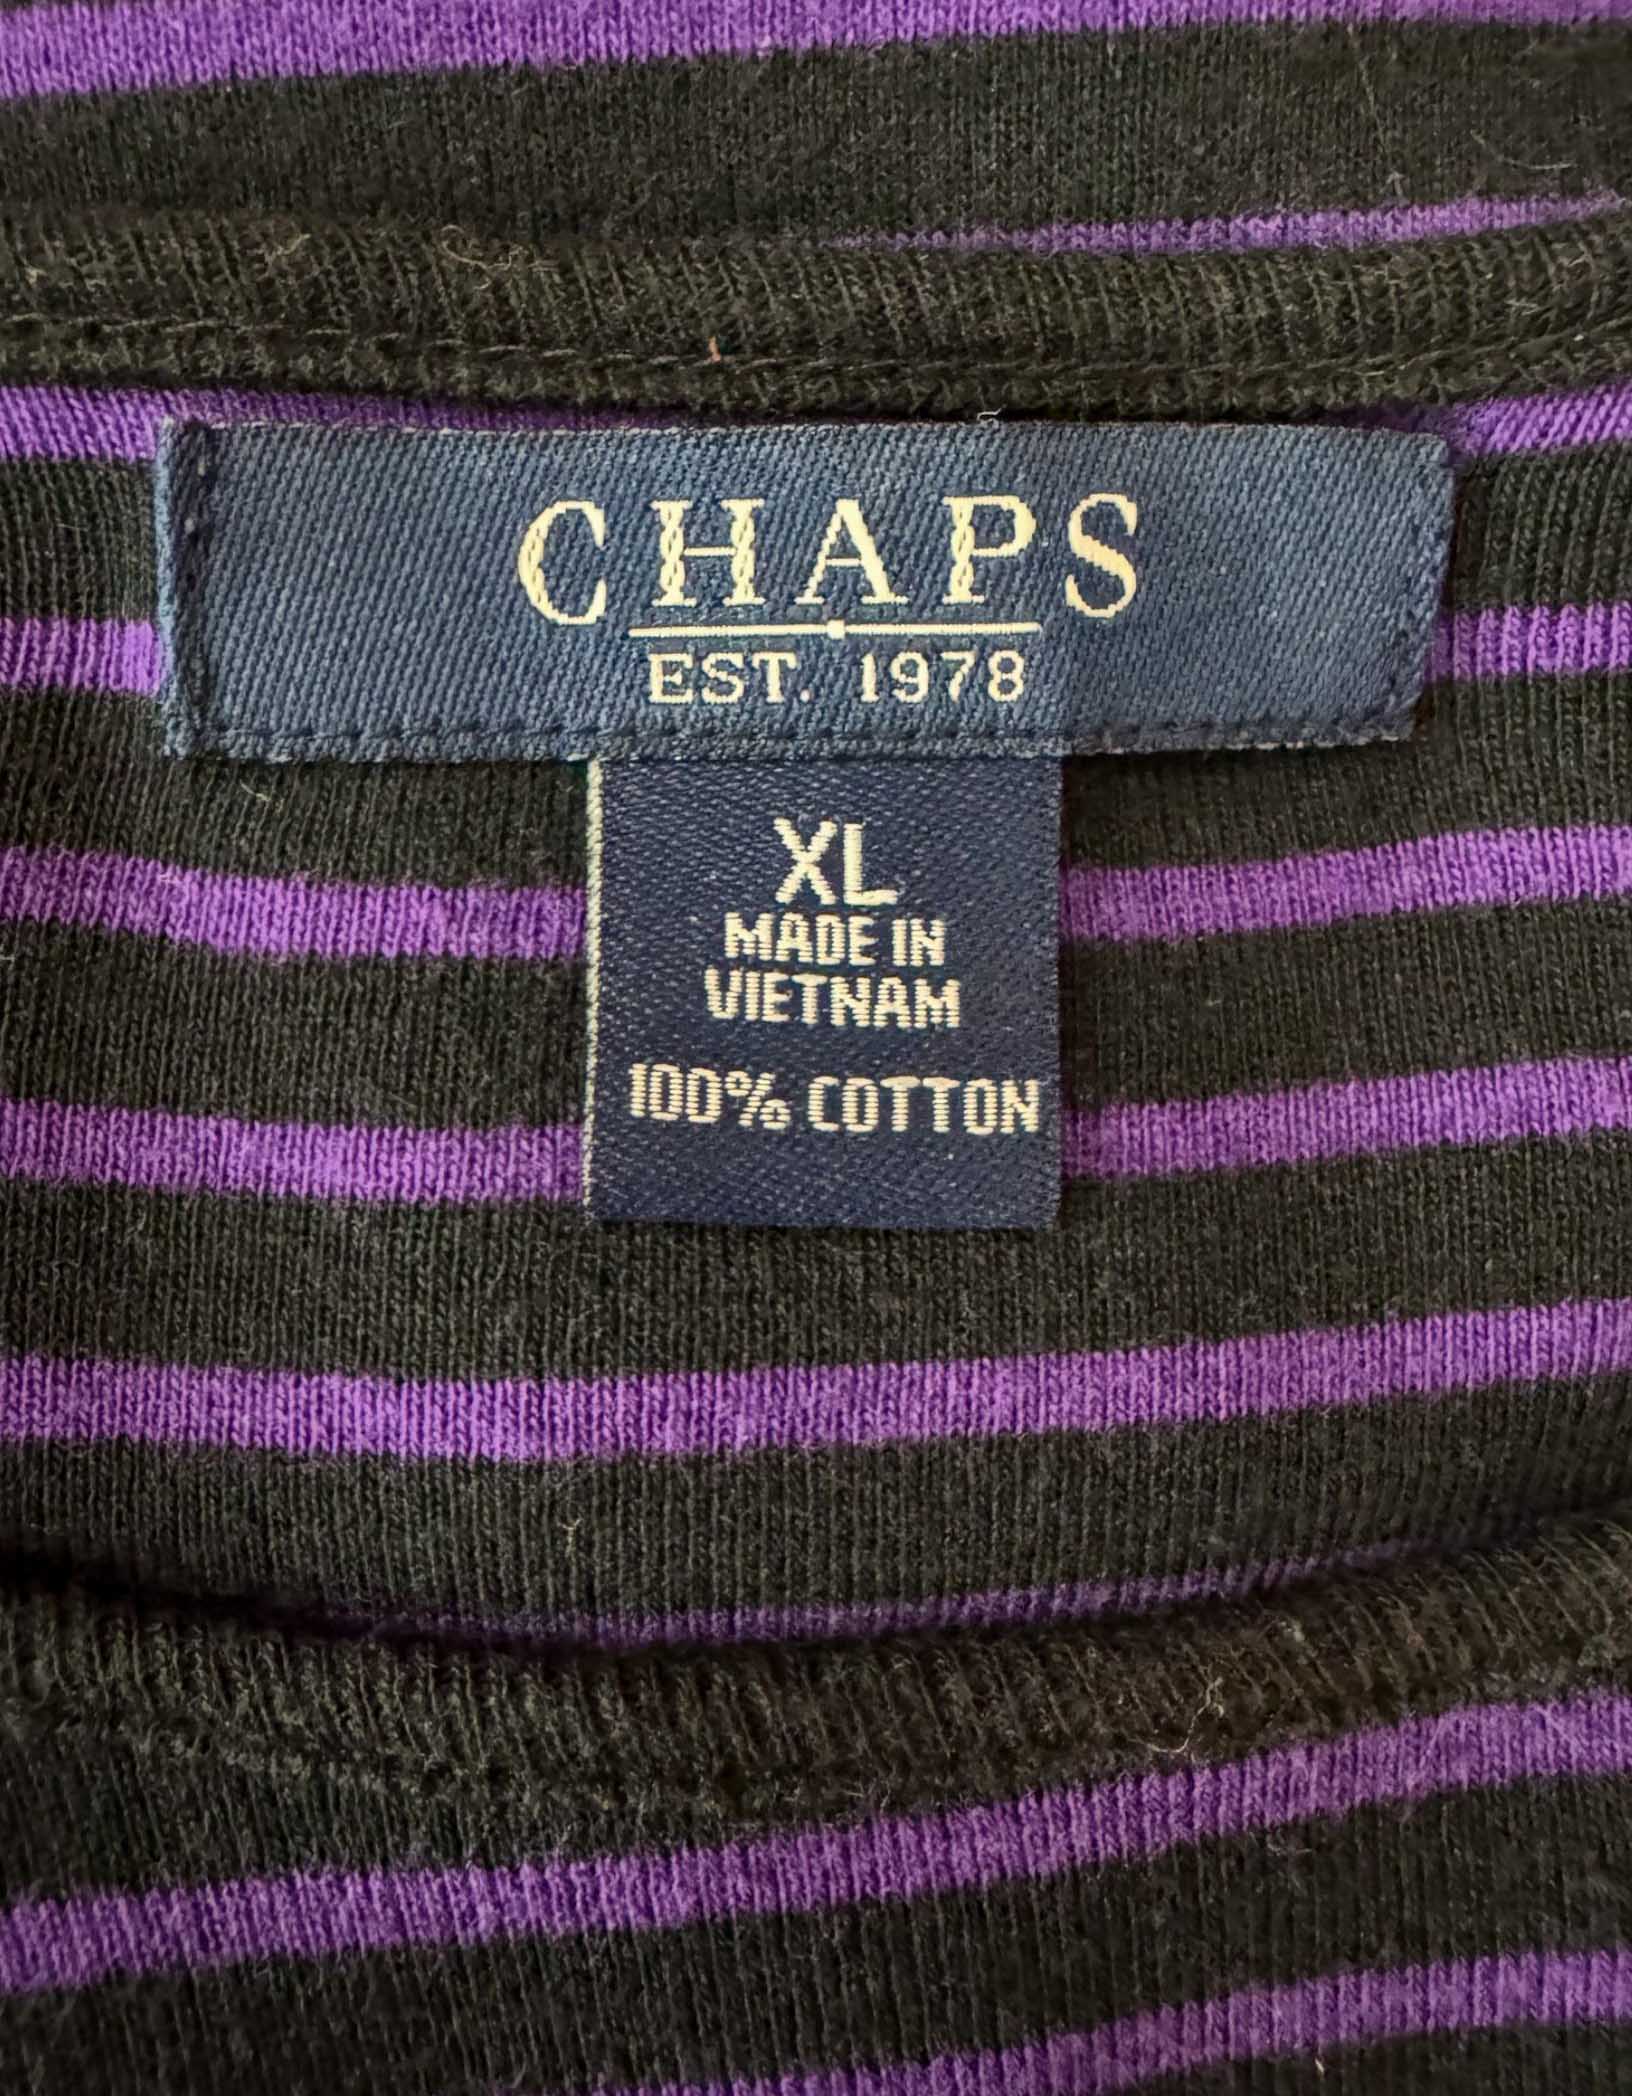 CHAPS
EST. 1978
XL
MADE IN
VIETNAM
100% COTTON